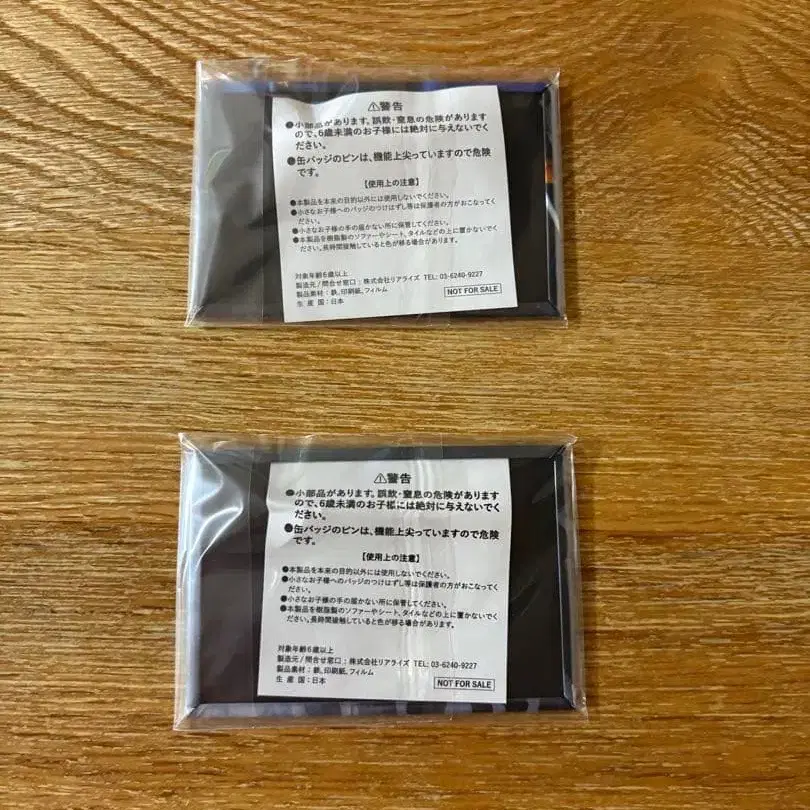 ⚠警告
●小部品があります。誤飲・窒息の危険があります
ので、6歳未満のお子様には絶対に与えないでく
ださい。
●缶バッジのピンは、機能上尖っていますので危険
です。
【使用上の注意】
●本製品を本来の目的以外には使用しないでください。
●小さなお子様へのバッジのつけはずし等は保護者の方がおこなってく
ださい。
●小さなお子様の手の届かない所に保管してください。
●本製品を樹脂製のソファーやシート、タイルなどの上に置かないでく
ださい。長時間接触していると色が移る場合があります。
対象年齢6歳以上
製造元/問合せ窓口:株式会社リアライズ TEL:03-6240-9227
製品素材:鉄、印刷紙、フィルム
生産国:日本
NOT FOR SALE
⚠警告
●小部品があります。誤飲・窒息の危険があります
ので、6歳未満のお子様には絶対に与えないでく
ださい。
●缶バッジのピンは、機能上尖っていますので危険
です。
【使用上の注意】
●本製品を本来の目的以外には使用しないでください。
●小さなお子様へのバッジのつけはずし等は保護者の方がおこなってく
ださい。
●小さなお子様の手の届かない所に保管してください。
●本製品を樹脂製のソファーやシート、タイルなどの上に置かないでく
ださい。長時間接触していると色が移る場合があります。
対象年齢6歳以上
製造元/問合せ窓口:株式会社リアライズ TEL:03-6240-9227
製品素材:鉄、印刷紙、フィルム
生産国:日本
NOT FOR SALE